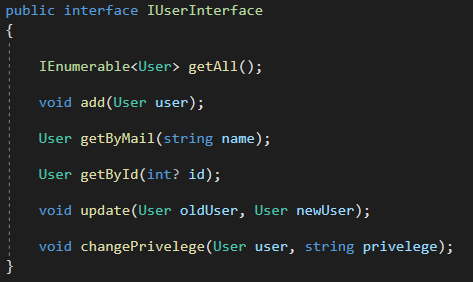 public interface IUserInterface
{
IEnumerable<User> getAll();
void add(User user);
User getByMail(string name);
User getById(int? id);
void update(User oldUser, User newUser);
void changePrivelege(User user, string privelege);
}